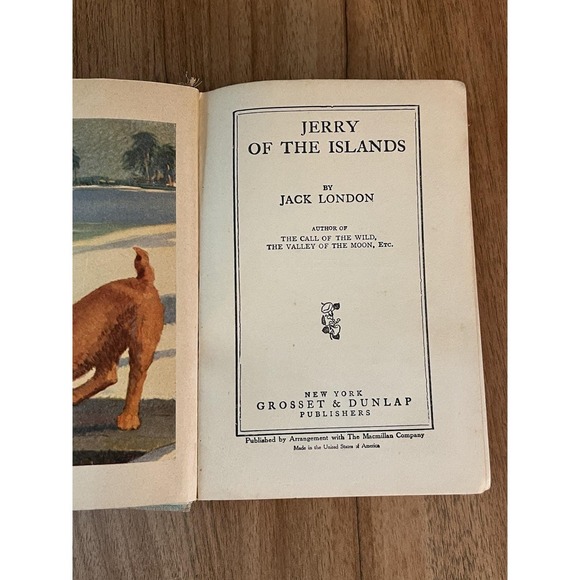 JERRY
OF THE ISLANDS
BY
JACK LONDON
AUTHOR OF
THE CALL OF THE WILD,
THE VALLEY OF THE MOON, ETC.
NEW YORK
GROSSET & DUNLAP
PUBLISHERS
Published by Arrangement with The Macmillan Company
Made in the United States of America